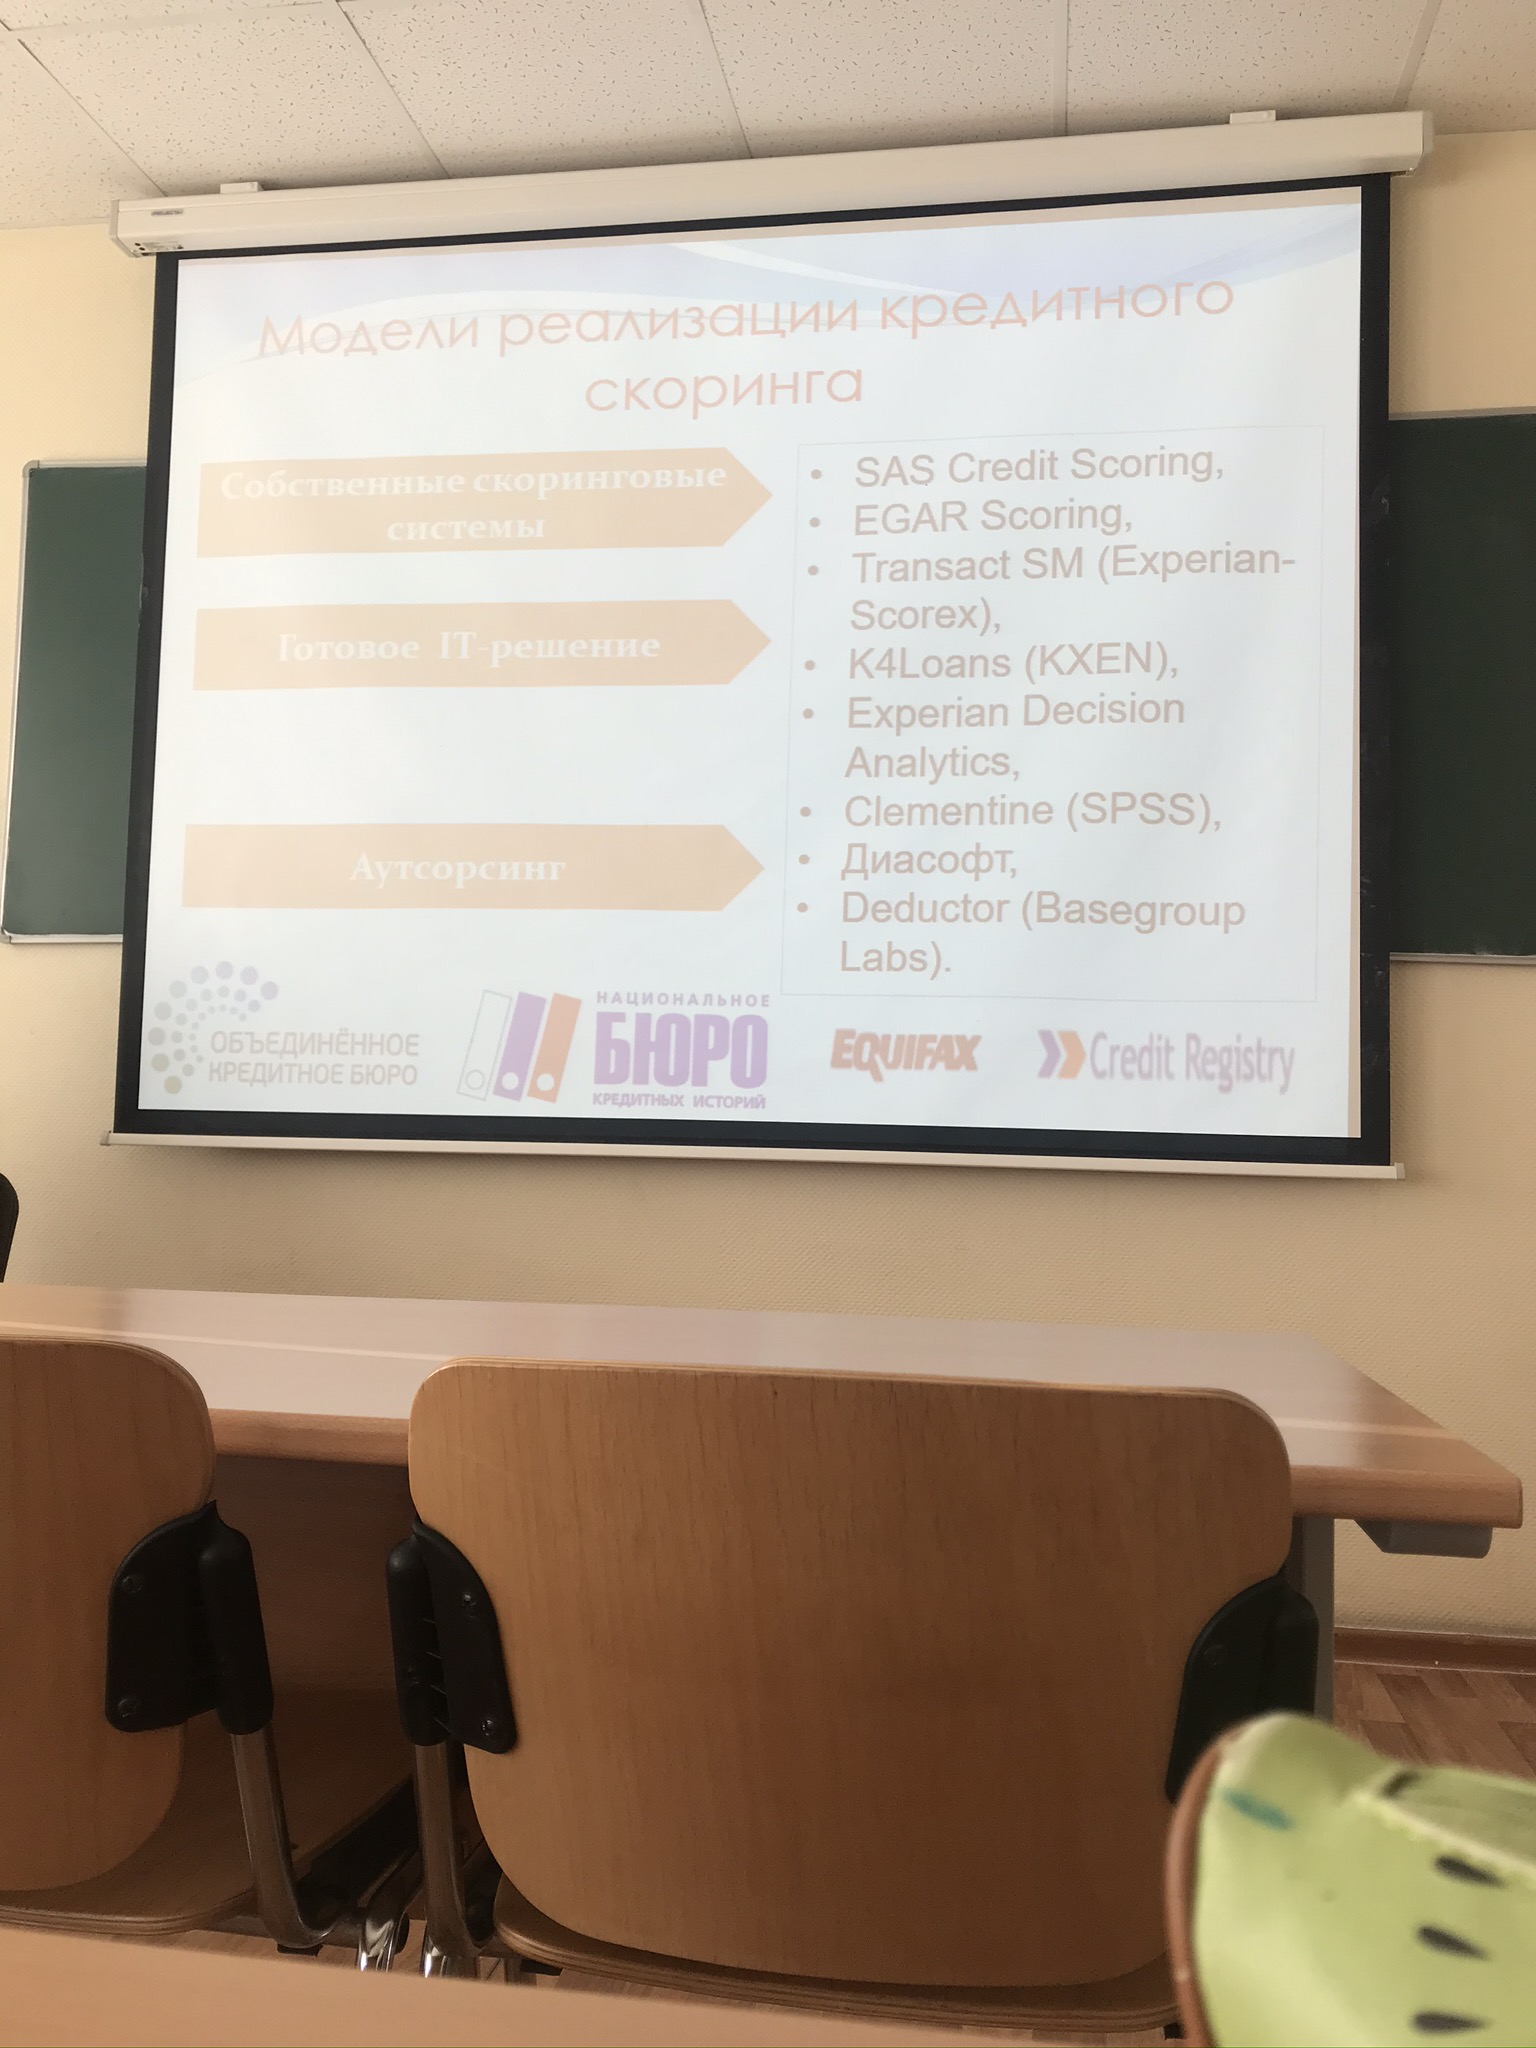 Модели реализации кредитного
скоринга
Собственные скоринговые
системы
Готовое IT-решение
Аутсорсинг
• SAS Credit Scoring,
• EGAR Scoring,
• Transact SM (Experian-
Scorex),
• K4Loans (KXEN),
• Experian Decision
Analytics,
• Clementine (SPSS),
• Диасофт,
• Deductor (Basegroup
Labs).
ОБЪЕДИНЁННОЕ
КРЕДИТНОЕ БЮРО
НАЦИОНАЛЬНОЕ
БЮРО
КРЕДИТНЫХ ИСТОРИЙ
EQUIFAX
Credit Registry